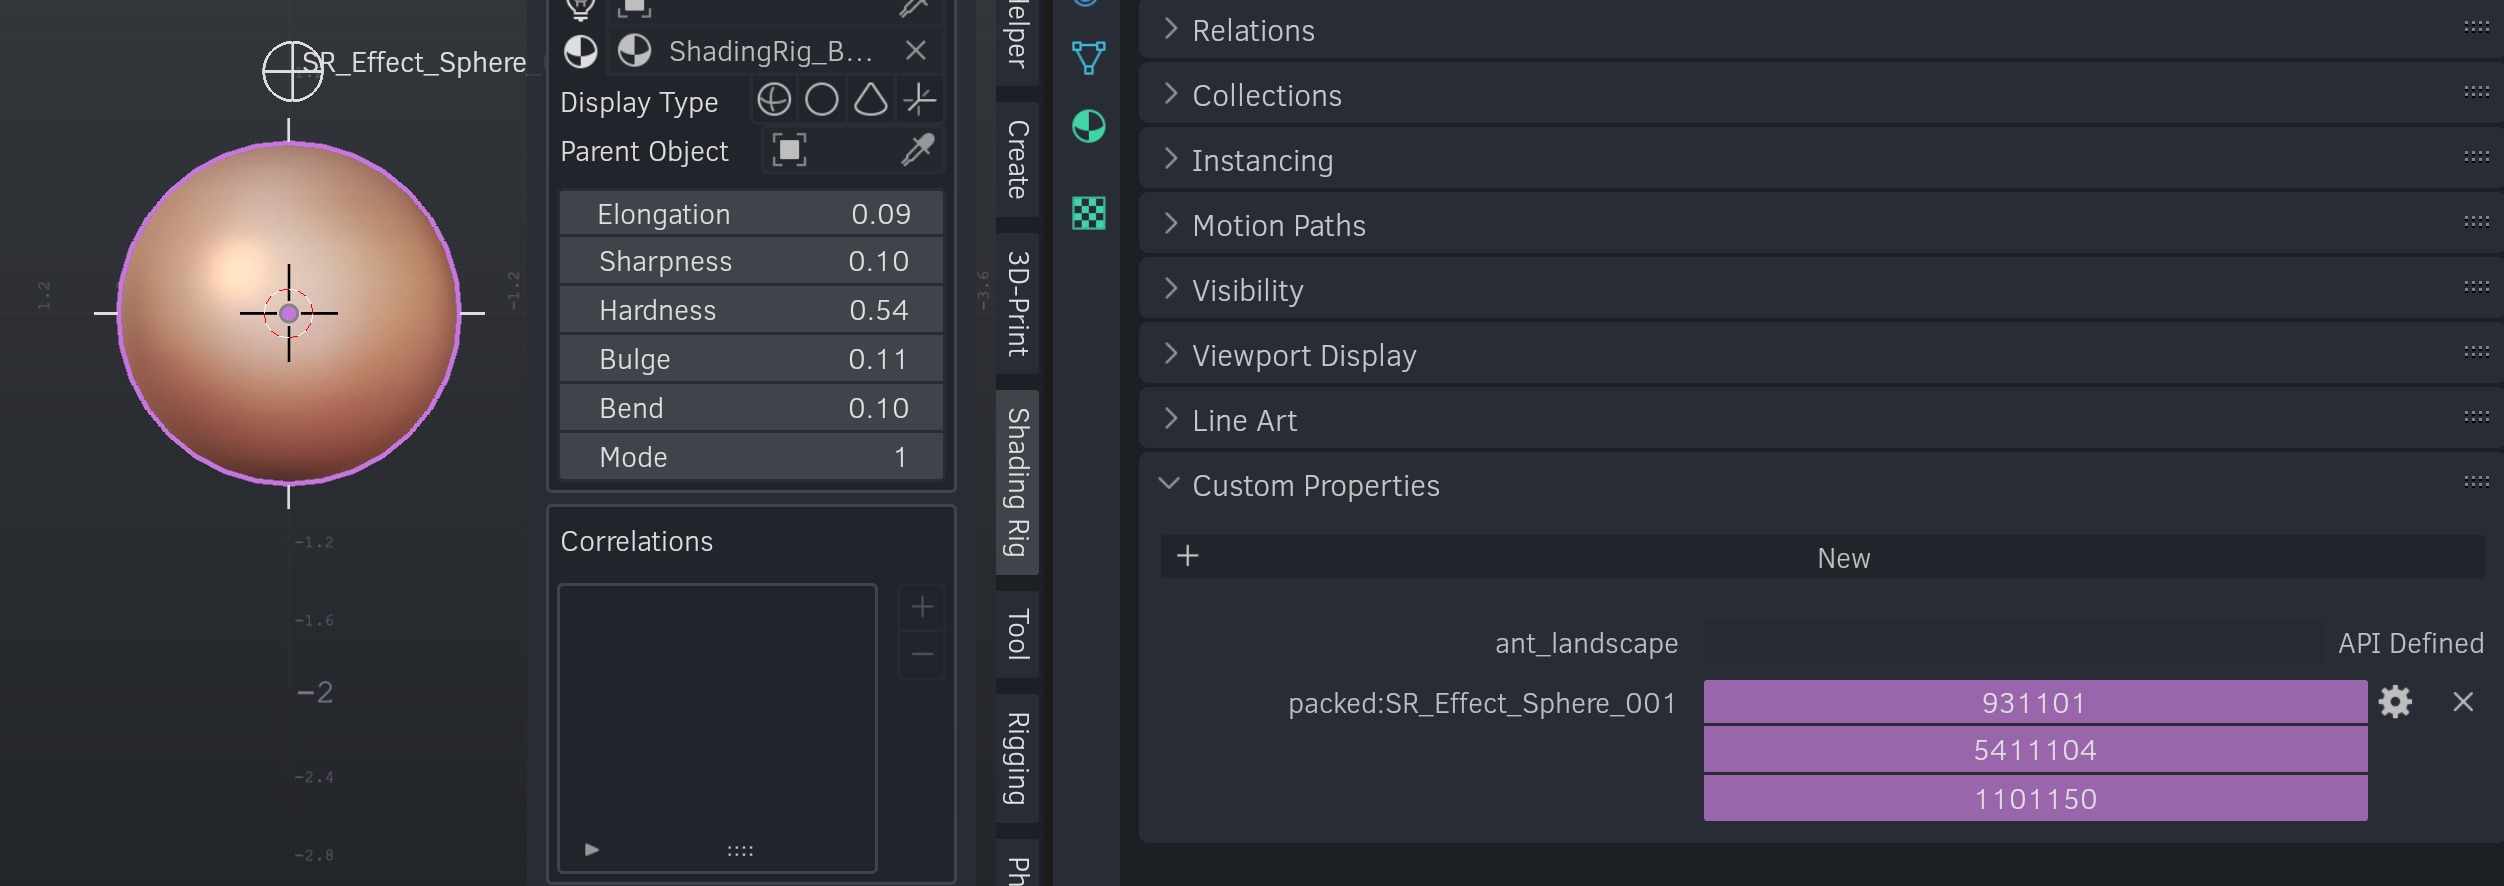 SR_Effect_Sphere_
1.2
-1.2
-3.6
-1.2
-1.6
-2
-2.4
-2.8
ShadingRig_B...
Display Type
Parent Object
Elongation 0.09
Sharpness 0.10
Hardness 0.54
Bulge 0.11
Bend 0.10
Mode 1
Correlations
Create
3D-Print
Shading Rig
Tool
Rigging
Relations
Collections
Instancing
Motion Paths
Visibility
Viewport Display
Line Art
Custom Properties
New
ant_landscape API Defined
packed:SR_Effect_Sphere_001 931101
5411104
1101150